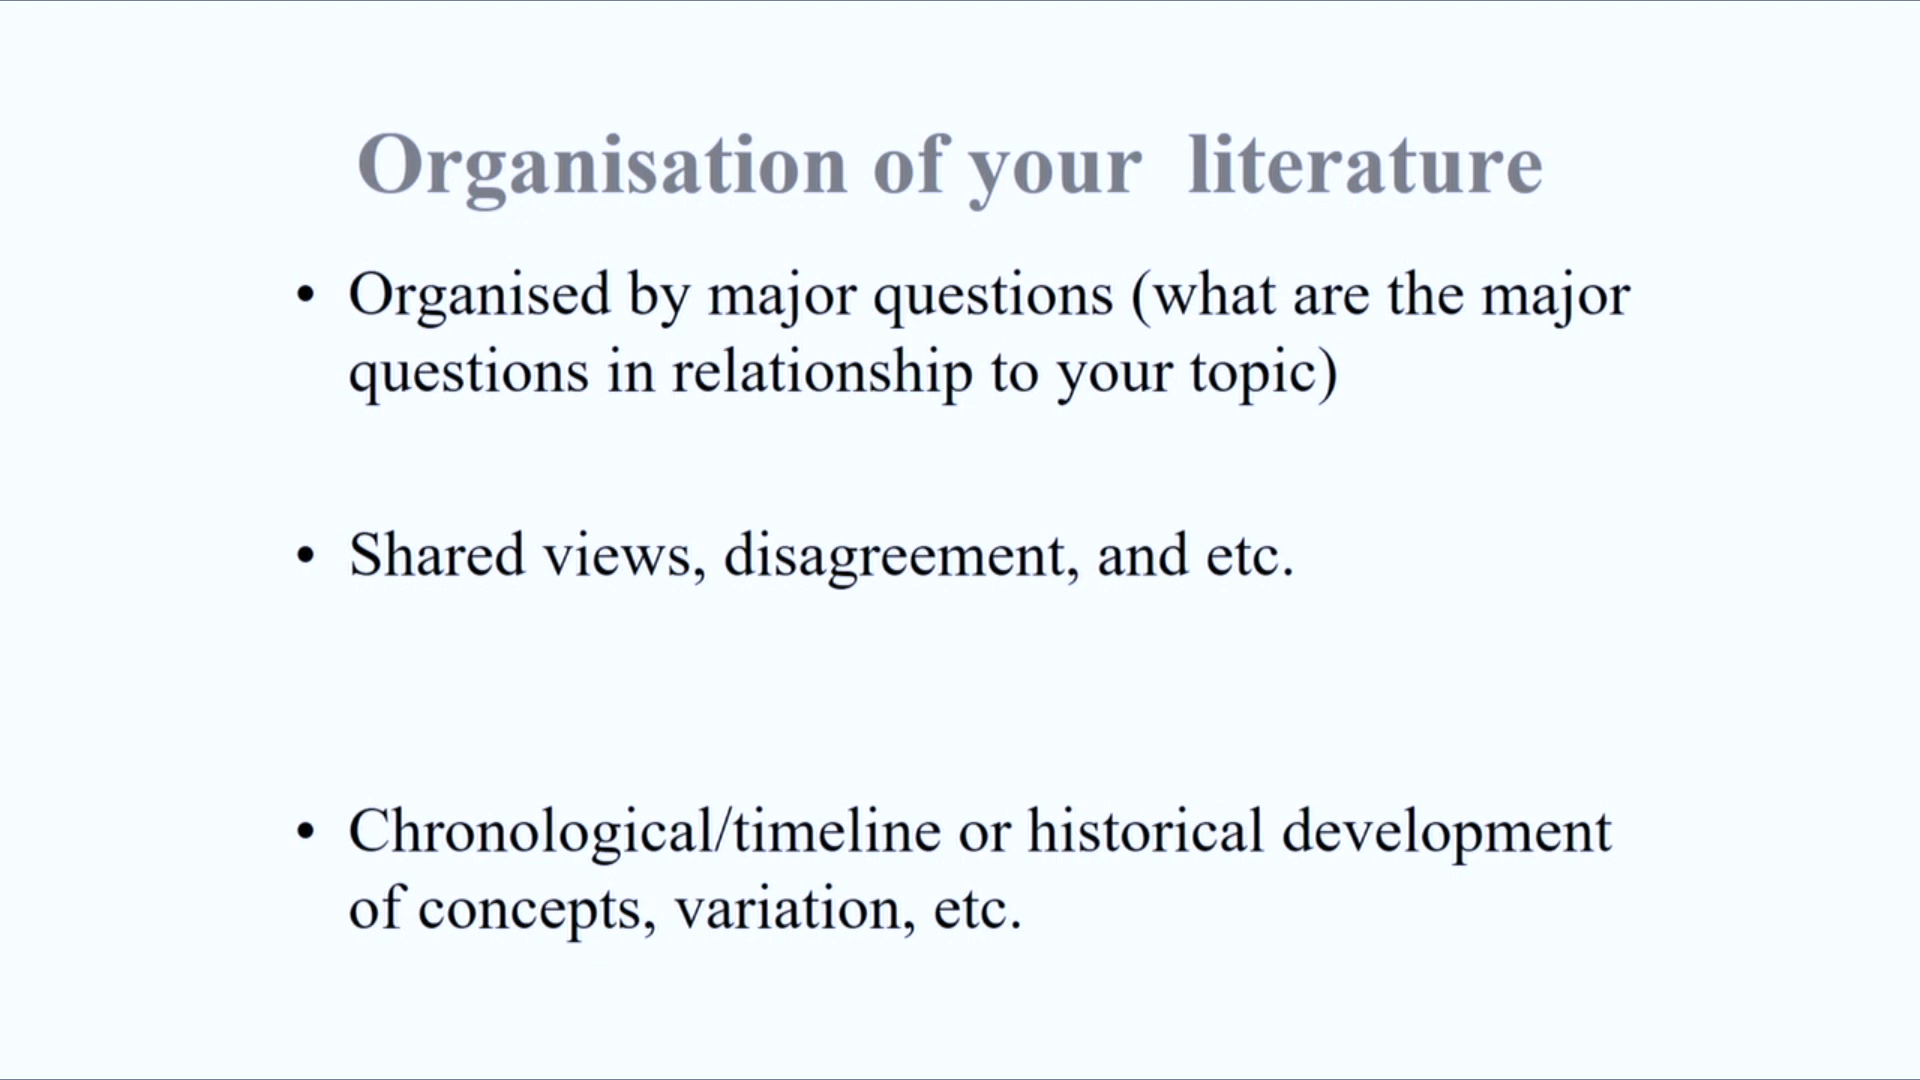 Organisation of your literature
• Organised by major questions (what are the major
questions in relationship to your topic)
• Shared views, disagreement, and etc.
• Chronological/timeline or historical development
of concepts, variation, etc.